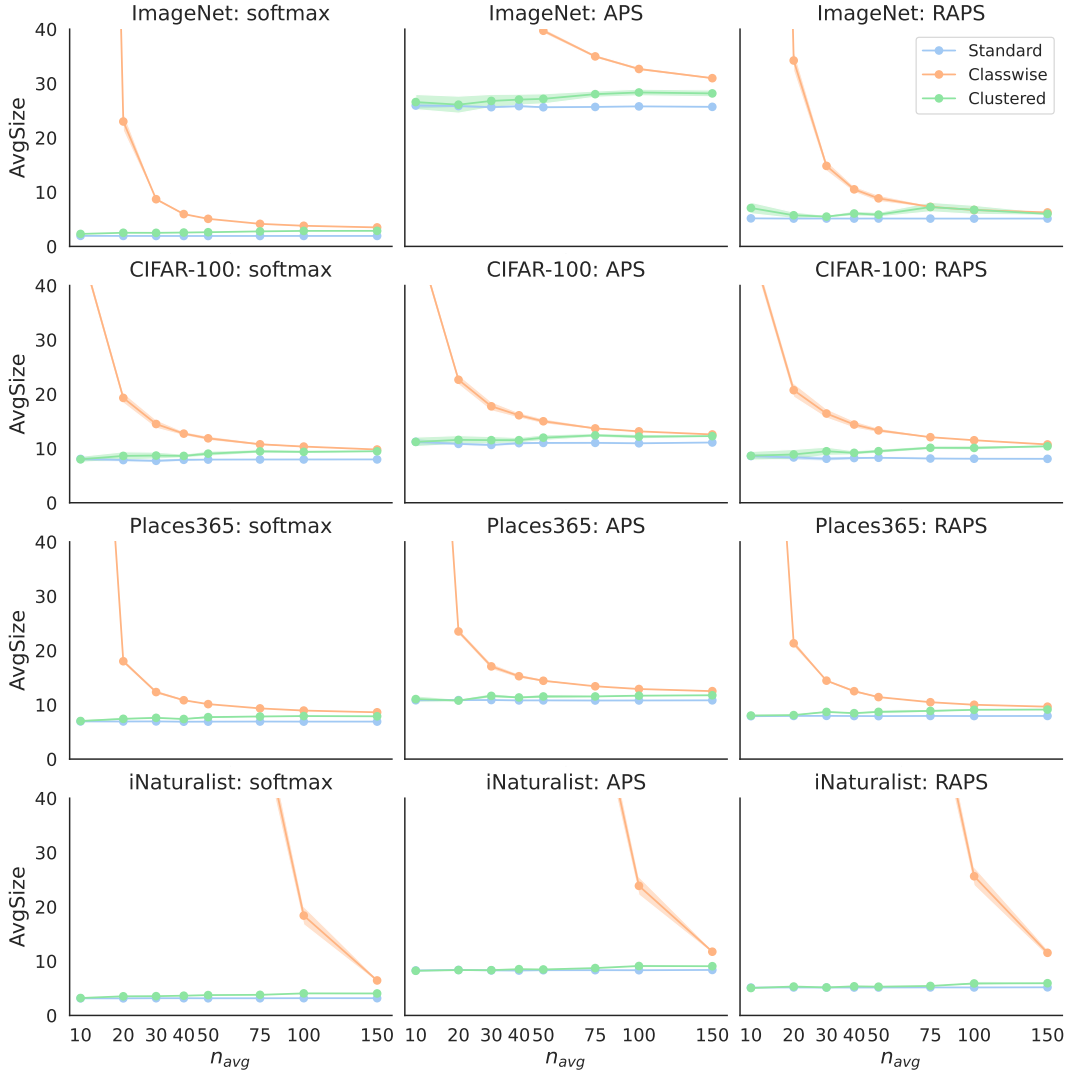 ImageNet: softmax
ImageNet: APS
ImageNet: RAPS
40
30
20
10
0
AvgSize
Standard
Classwise
Clustered
CIFAR-100: softmax
CIFAR-100: APS
CIFAR-100: RAPS
40
30
20
10
0
AvgSize
Places365: softmax
Places365: APS
Places365: RAPS
40
30
20
10
0
AvgSize
iNaturalist: softmax
iNaturalist: APS
iNaturalist: RAPS
40
30
20
10
0
AvgSize
10 20 30 40 50 75 100 150
10 20 30 40 50 75 100 150
10 20 30 40 50 75 100 150
n_avg
n_avg
n_avg